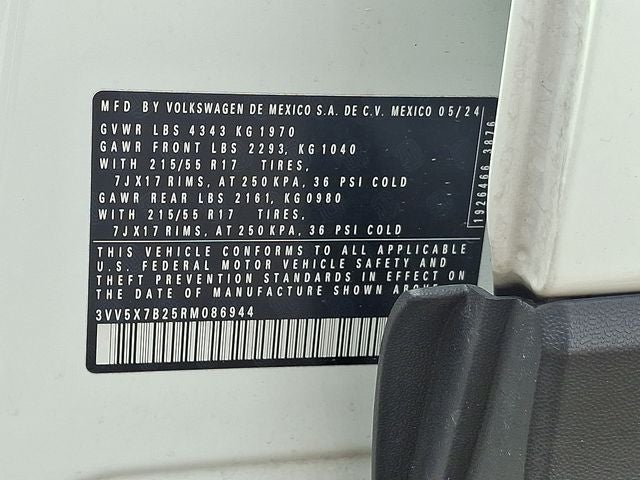 MFD BY VOLKSWAGEN DE MEXICO S.A. DE C.V. MEXICO 05/24
GVWR LBS 4343 KG 1970
GAWR FRONT LBS 2293, KG 1040
WITH 215/55 R17 TIRES,
7JX17 RIMS, AT 250 KPA, 36 PSI COLD
GAWR REAR LBS 2161, KG0980
WITH 215/55 R17 TIRES,
7JX17 RIMS, AT 250 KPA, 36 PSI COLD
THIS VEHICLE CONFORMS TO ALL APPLICABLE
U.S. FEDERAL MOTOR VEHICLE SAFETY AND
THEFT PREVENTION STANDARDS IN EFFECT ON
THE DATE OF MANUFACTURE SHOWN ABOVE.
3VV5X7B25RM086944
1926466 3876